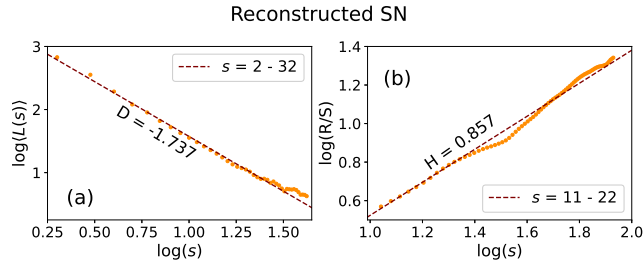 Reconstructed SN
3
2
1
0.25 0.50 0.75 1.00 1.25 1.50
log(s)
log⟨L(s)⟩
s = 2 - 32
D = -1.737
(a)
1.4
1.2
1.0
0.8
0.6
1.0 1.2 1.4 1.6 1.8 2.0
log(s)
log(R/S)
(b)
H = 0.857
s = 11 - 22